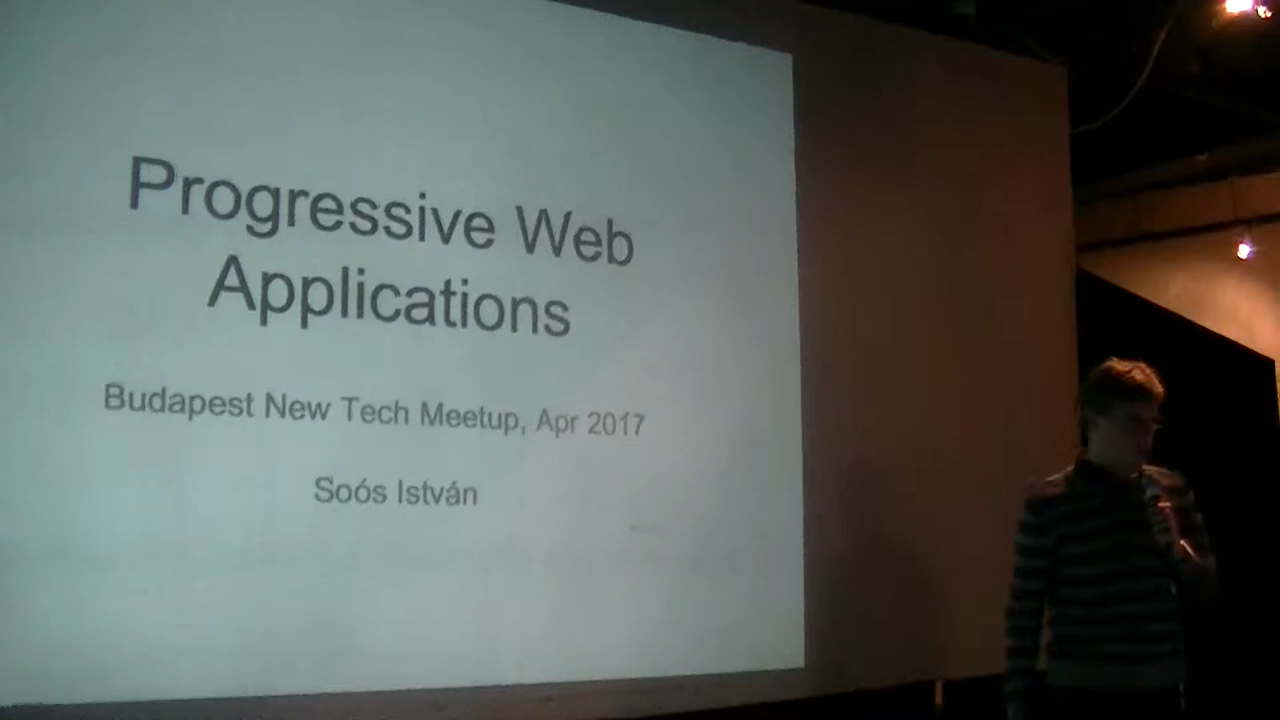 Progressive Web
Applications
Budapest New Tech Meetup, Apr 2017
Soós István